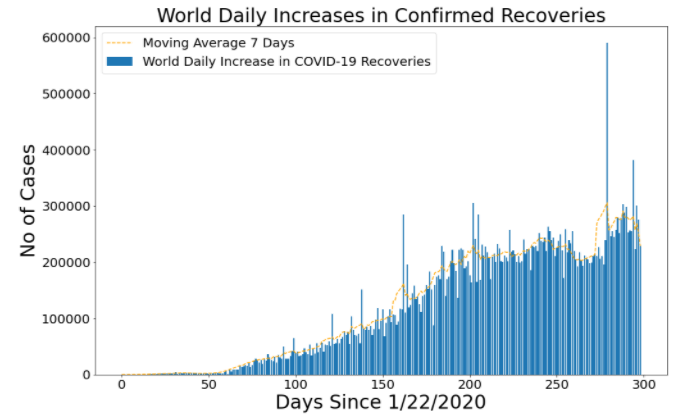 World Daily Increases in Confirmed Recoveries
Moving Average 7 Days
World Daily Increase in COVID-19 Recoveries
No of Cases
600000
500000
400000
300000
200000
100000
0
0 50 100 150 200 250 300
Days Since 1/22/2020